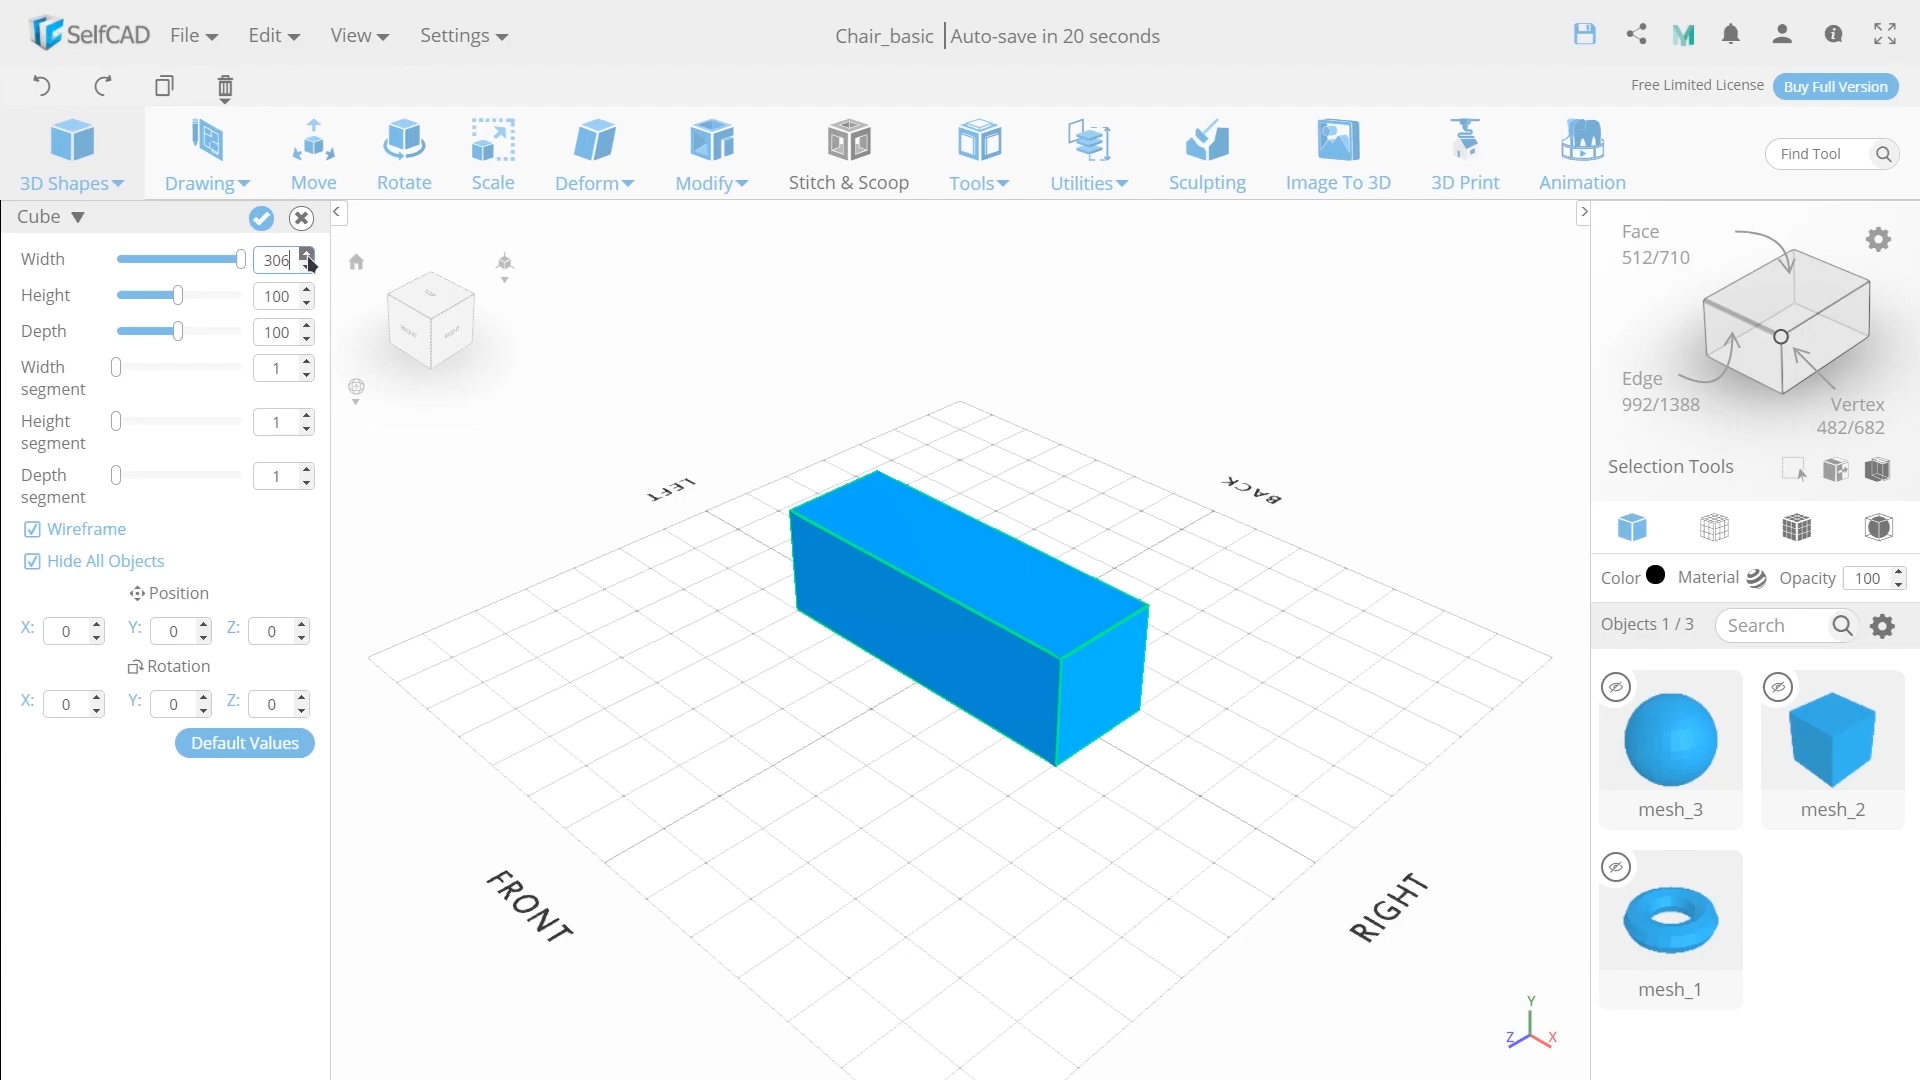 SelfCAD File Edit View Settings Chair_basic Auto-save in 20 seconds
Free Limited License Buy Full Version
3D Shapes Drawing Move Rotate Scale Deform Modify Stitch & Scoop Tools Utilities Sculpting Image To 3D 3D Print Animation Find Tool
Cube
Width 306
Height 100
Depth 100
Width segment 1
Height segment 1
Depth segment 1
Wireframe
Hide All Objects
Position
X: 0 Y: 0 Z: 0
Rotation
X: 0 Y: 0 Z: 0
Default Values
TOP
FRONT RIGHT
LEFT
BACK
FRONT
RIGHT
Y
Z X
Face
512/710
Edge
992/1388
Vertex
482/682
Selection Tools
Color Material Opacity 100
Objects 1 / 3 Search
mesh_3 mesh_2
mesh_1